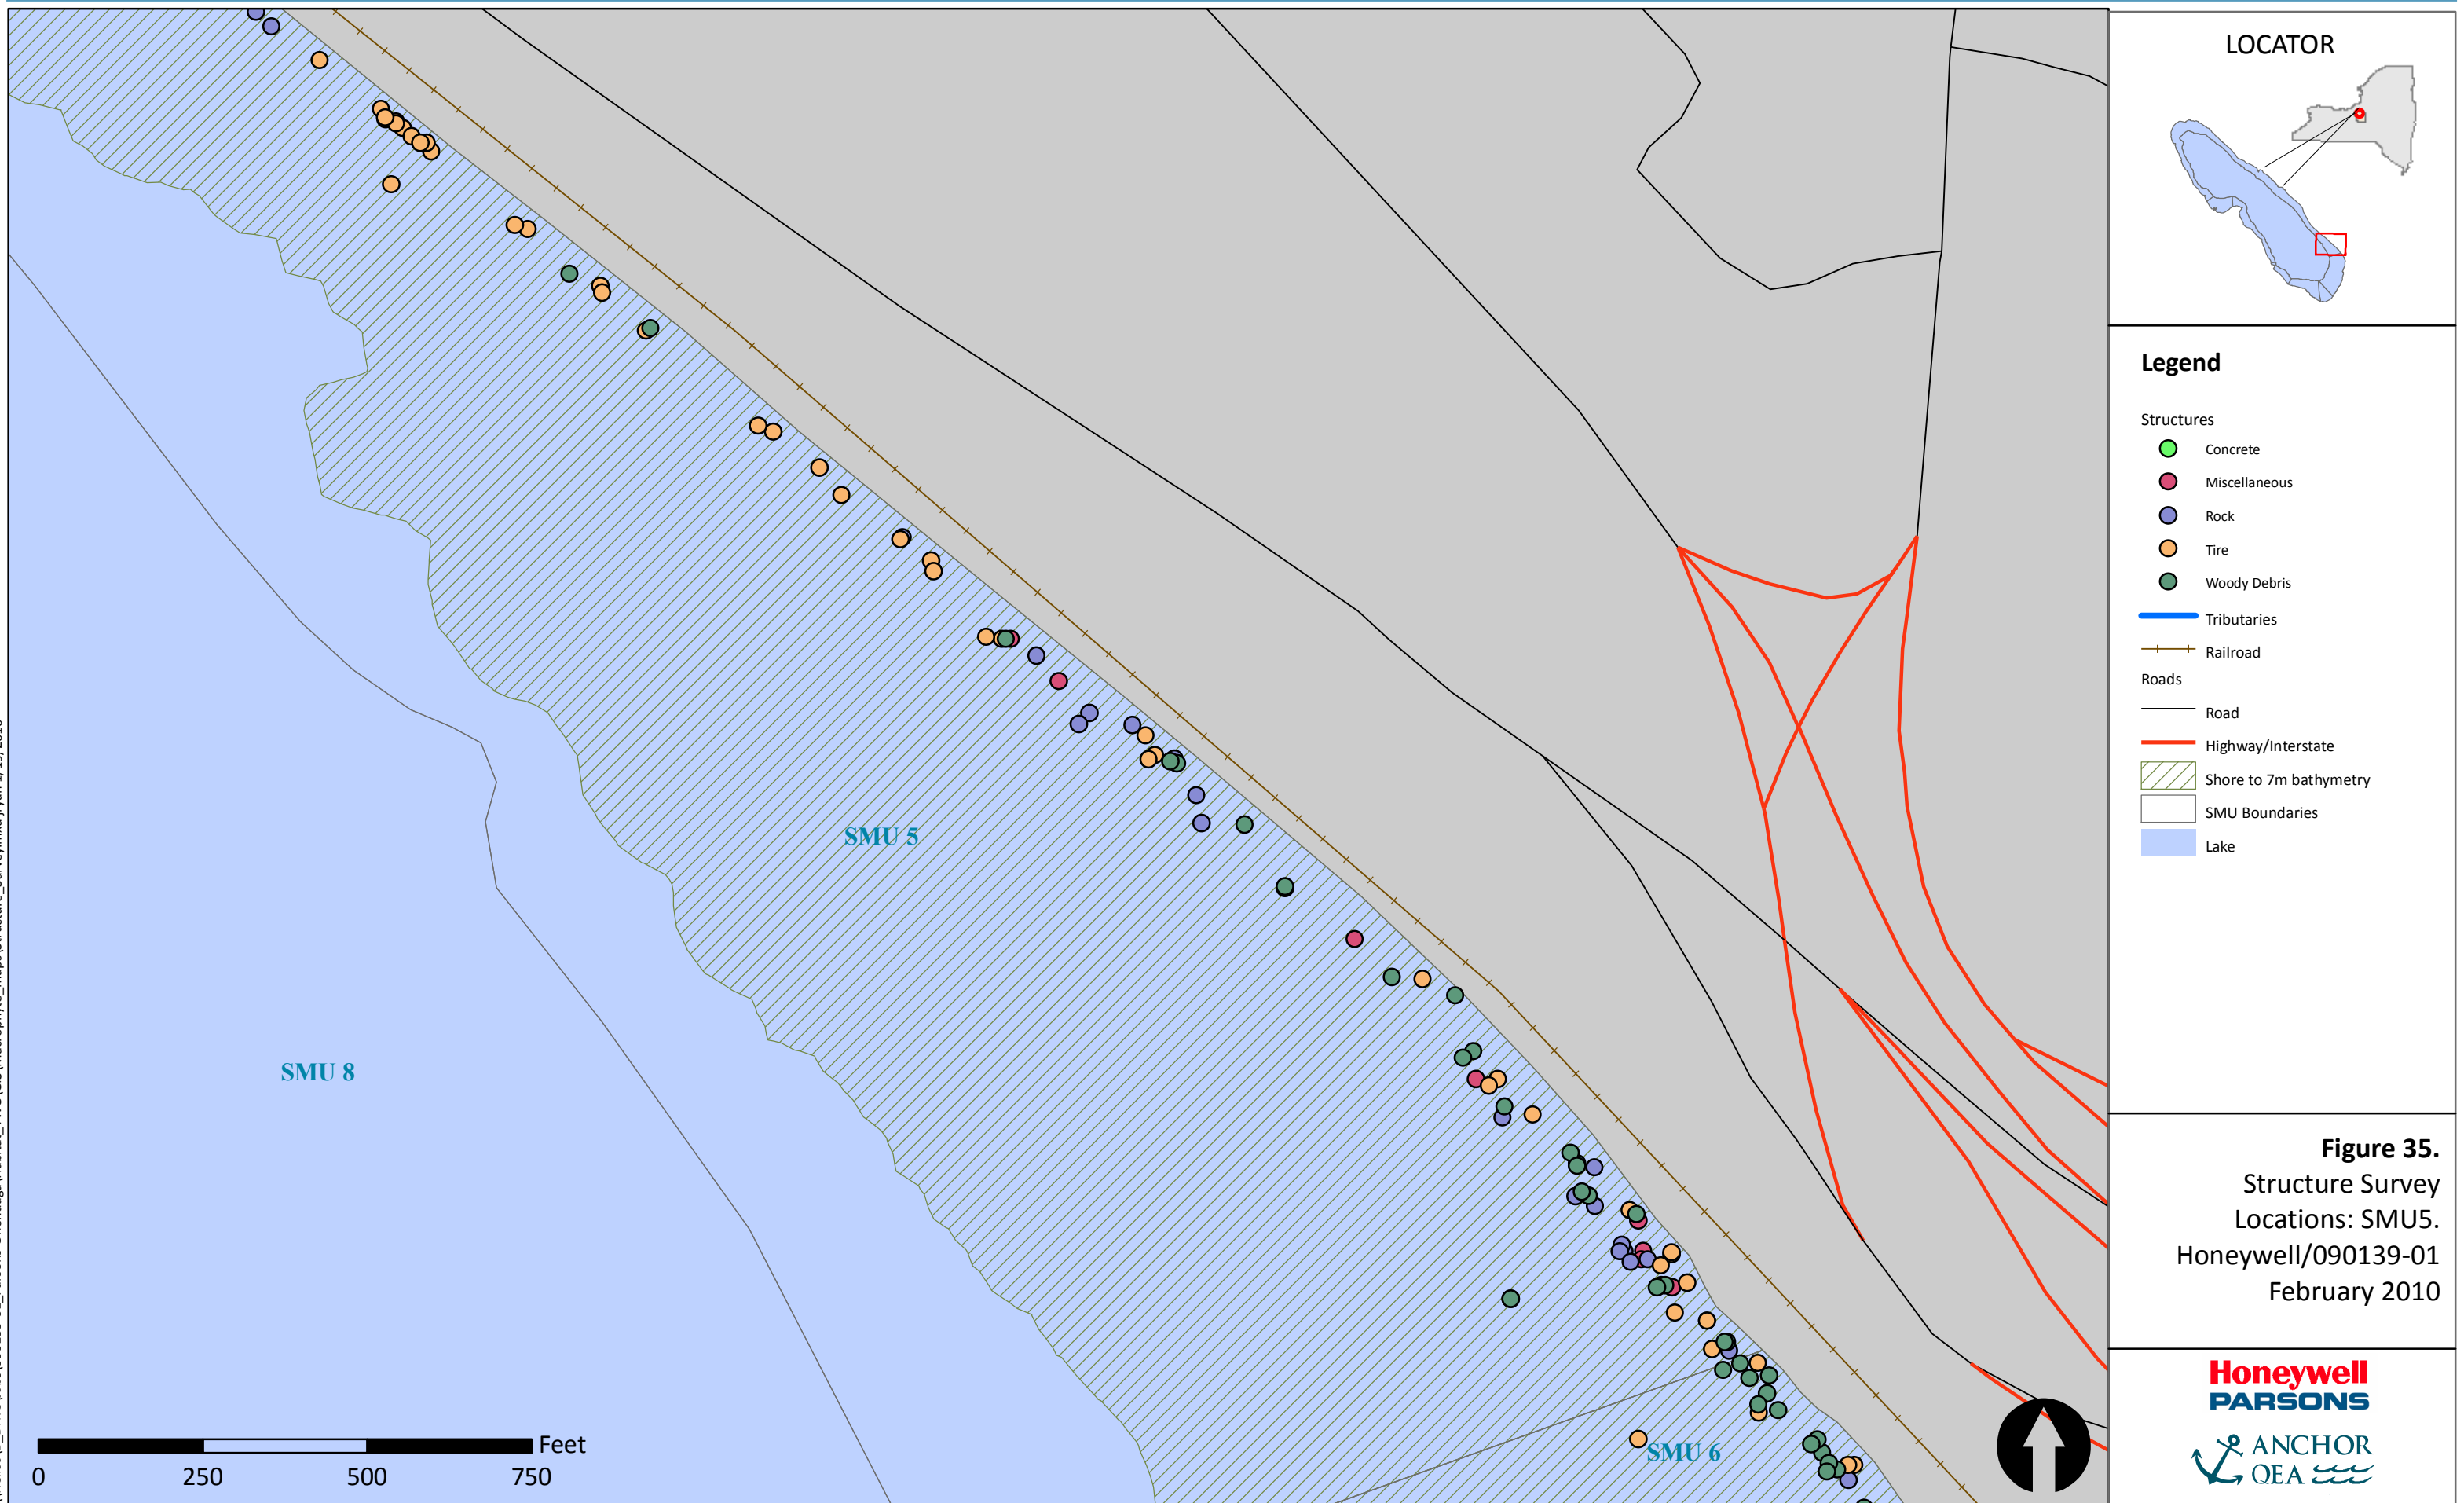 LOCATOR
Legend
Structures
Concrete
Miscellaneous
Rock
Tire
Woody Debris
Tributaries
Railroad
Roads
Road
Highway/Interstate
Shore to 7m bathymetry
SMU Boundaries
Lake
SMU 5
SMU 8
SMU 6
Feet
0 250 500 750
Figure 35.
Structure Survey
Locations: SMU5.
Honeywell/090139-01
February 2010
Honeywell
PARSONS
ANCHOR
QEA